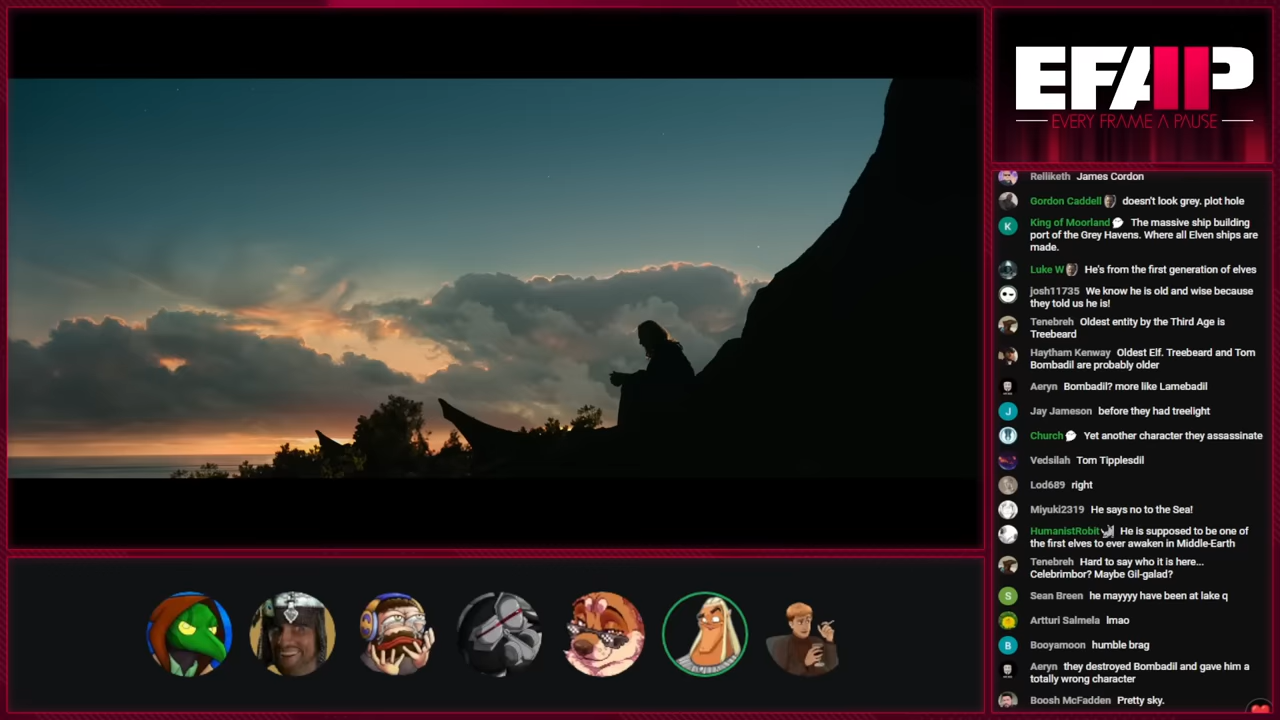 EFAP
EVERY FRAME A PAUSE
Relliketh James Cordon
Gordon Caddell doesn't look grey. plot hole
K King of Moorland The massive ship building
port of the Grey Havens. Where all Elven ships are
made.
Luke W He's from the first generation of elves
josh11735 We know he is old and wise because
they told us he is!
Tenebreh Oldest entity by the Third Age is
Treebeard
Haytham Kenway Oldest Elf. Treebeard and Tom
Bombadil are probably older
Aeryn Bombadil? more like Lamebadil
J Jay Jameson before they had treelight
Church Yet another character they assassinate
Vedsilah Tom Tipplesdil
Lod689 right
Miyuki2319 He says no to the Sea!
HumanistRobit He is supposed to be one of
the first elves to ever awaken in Middle-Earth
Tenebreh Hard to say who it is here...
Celebrimbor? Maybe Gil-galad?
S Sean Breen he mayyyy have been at lake q
Artturi Salmela lmao
B Booyamoon humble brag
Aeryn they destroyed Bombadil and gave him a
totally wrong character
Boosh McFadden Pretty sky.